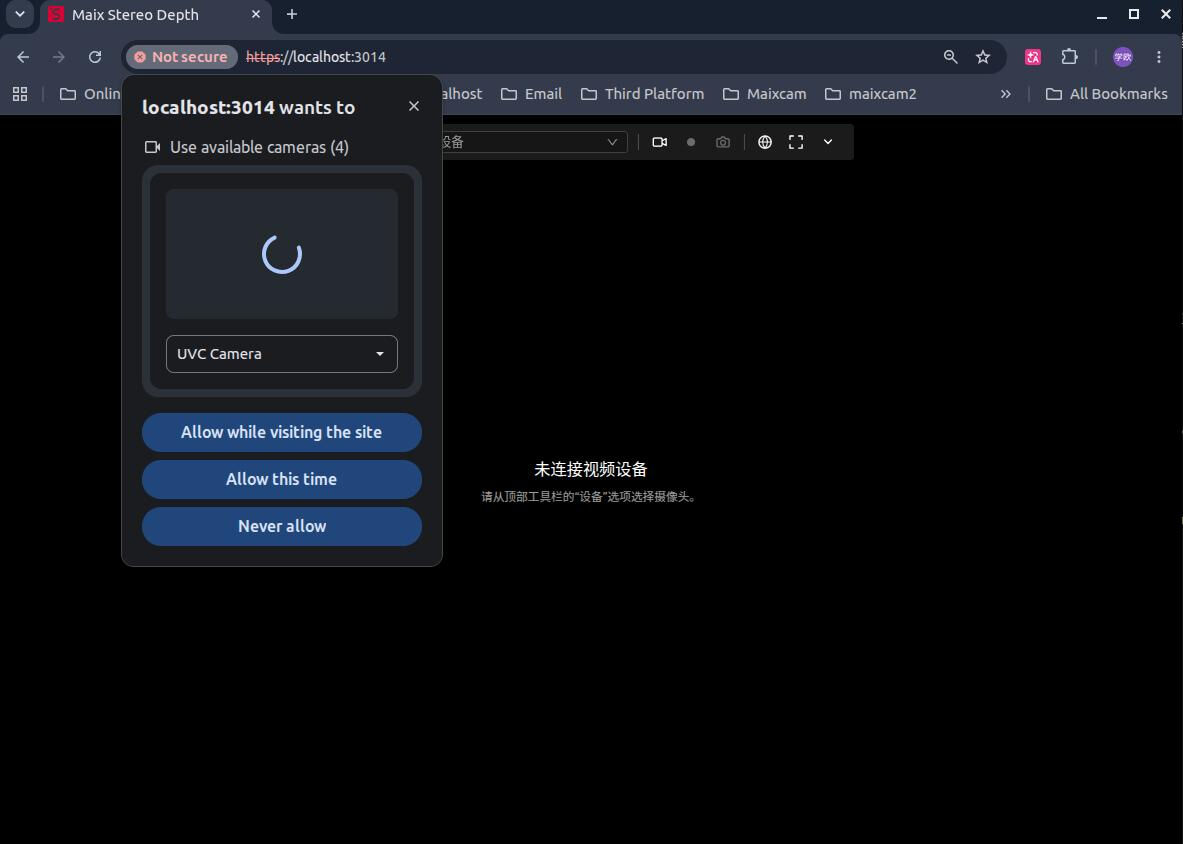 Maix Stereo Depth
Not secure
https://localhost:3014
学欧
Onlin
alhost
Email
Third Platform
Maixcam
maixcam2
All Bookmarks
localhost:3014 wants to
Use available cameras (4)
UVC Camera
Allow while visiting the site
Allow this time
Never allow
设备
未连接视频设备
请从顶部工具栏的“设备”选项选择摄像头。